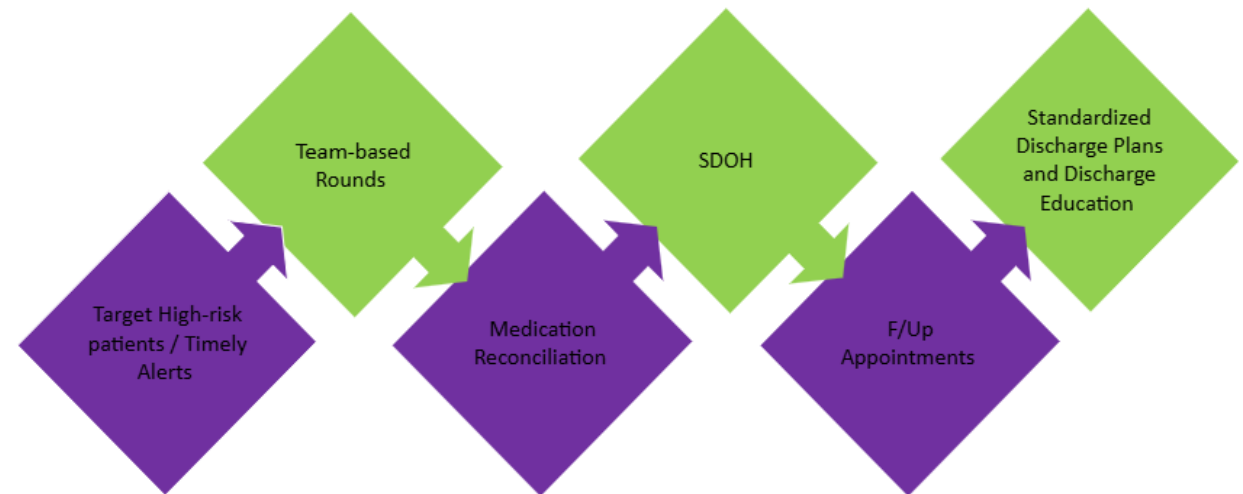 Target High-risk
patients / Timely
Alerts
Team-based
Rounds
Medication
Reconciliation
SDOH
F/Up
Appointments
Standardized
Discharge Plans
and Discharge
Education